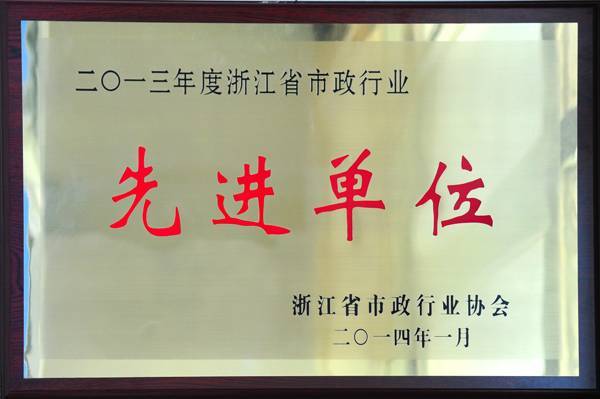 二〇一三年度浙江省市政行业
先进单位
浙江省市政行业协会
二〇一四年一月